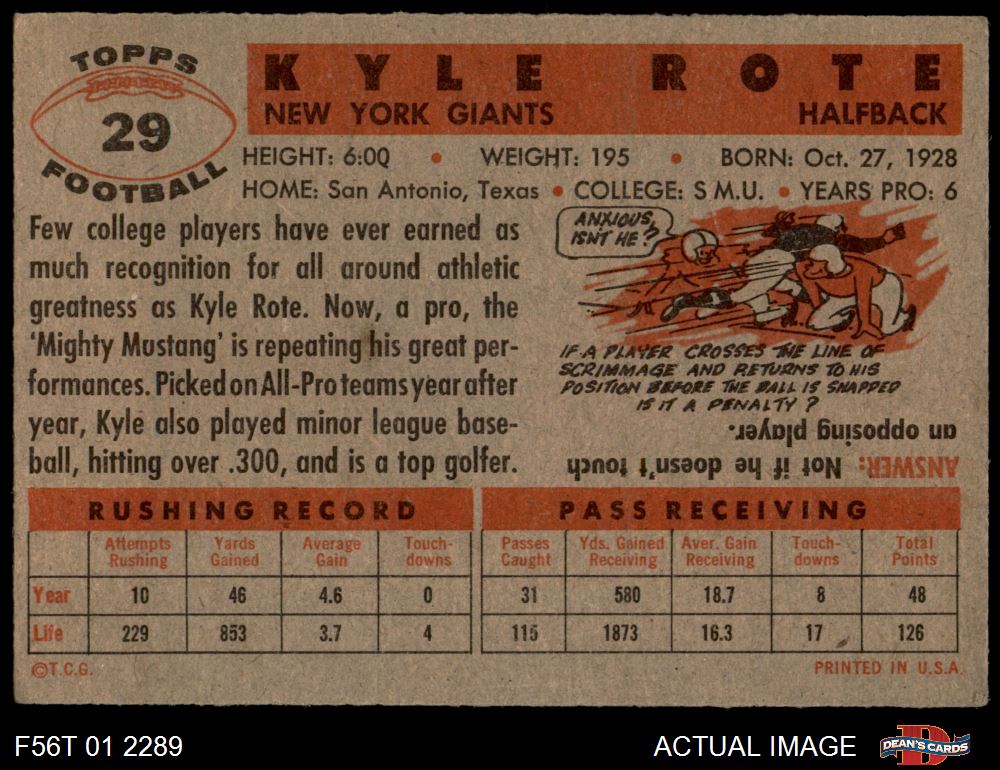 TOPPS
29
FOOTBALL
KYLE ROTE
NEW YORK GIANTS HALFBACK
HEIGHT: 6:00 • WEIGHT: 195 • BORN: Oct. 27, 1928
HOME: San Antonio, Texas • COLLEGE: S M.U. • YEARS PRO: 6
Few college players have ever earned as
much recognition for all around athletic
greatness as Kyle Rote. Now, a pro, the
'Mighty Mustang' is repeating his great per-
formances. Picked on All-Pro teams year after
year, Kyle also played minor league base-
ball, hitting over .300, and is a top golfer.
ANXIOUS,
ISN'T HE?
IF A PLAYER CROSSES THE LINE OF
SCRIMMAGE AND RETURNS TO HIS
POSITION BEFORE THE BALL IS SNAPPED
IS IT A PENALTY?
ANSWER: Not if he doesn't touch
an opposing player.
RUSHING RECORD
Attempts Rushing Yards Gained Average Gain Touch-downs
Year 10 46 4.6 0
Life 229 853 3.7 4
PASS RECEIVING
Passes Caught Yds. Gained Receiving Aver. Gain Receiving Touch-downs Total Points
31 580 18.7 8 48
115 1873 16.3 17 126
©T.C.G. PRINTED IN U.S.A.
F56T 01 2289 ACTUAL IMAGE DEAN'S CARDS